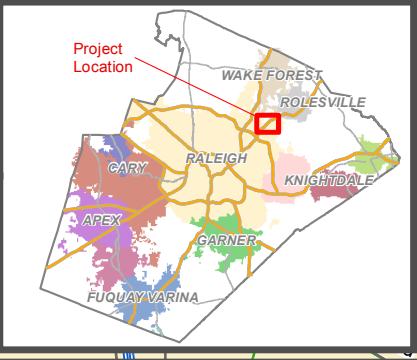 Project
Location
WAKE FOREST
ROLESVILLE
RALEIGH
CARY
KNIGHTDALE
APEX
GARNER
FUQUAY VARINA